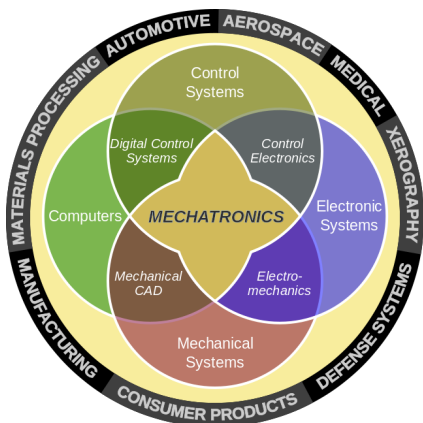 AUTOMOTIVE
AEROSPACE
MEDICAL
XEROGRAPHY
DEFENSE SYSTEMS
CONSUMER PRODUCTS
MANUFACTURING
MATERIALS PROCESSING
Control
Systems
Digital Control
Systems
Control
Electronics
Computers
MECHATRONICS
Electronic
Systems
Mechanical
CAD
Electro-
mechanics
Mechanical
Systems